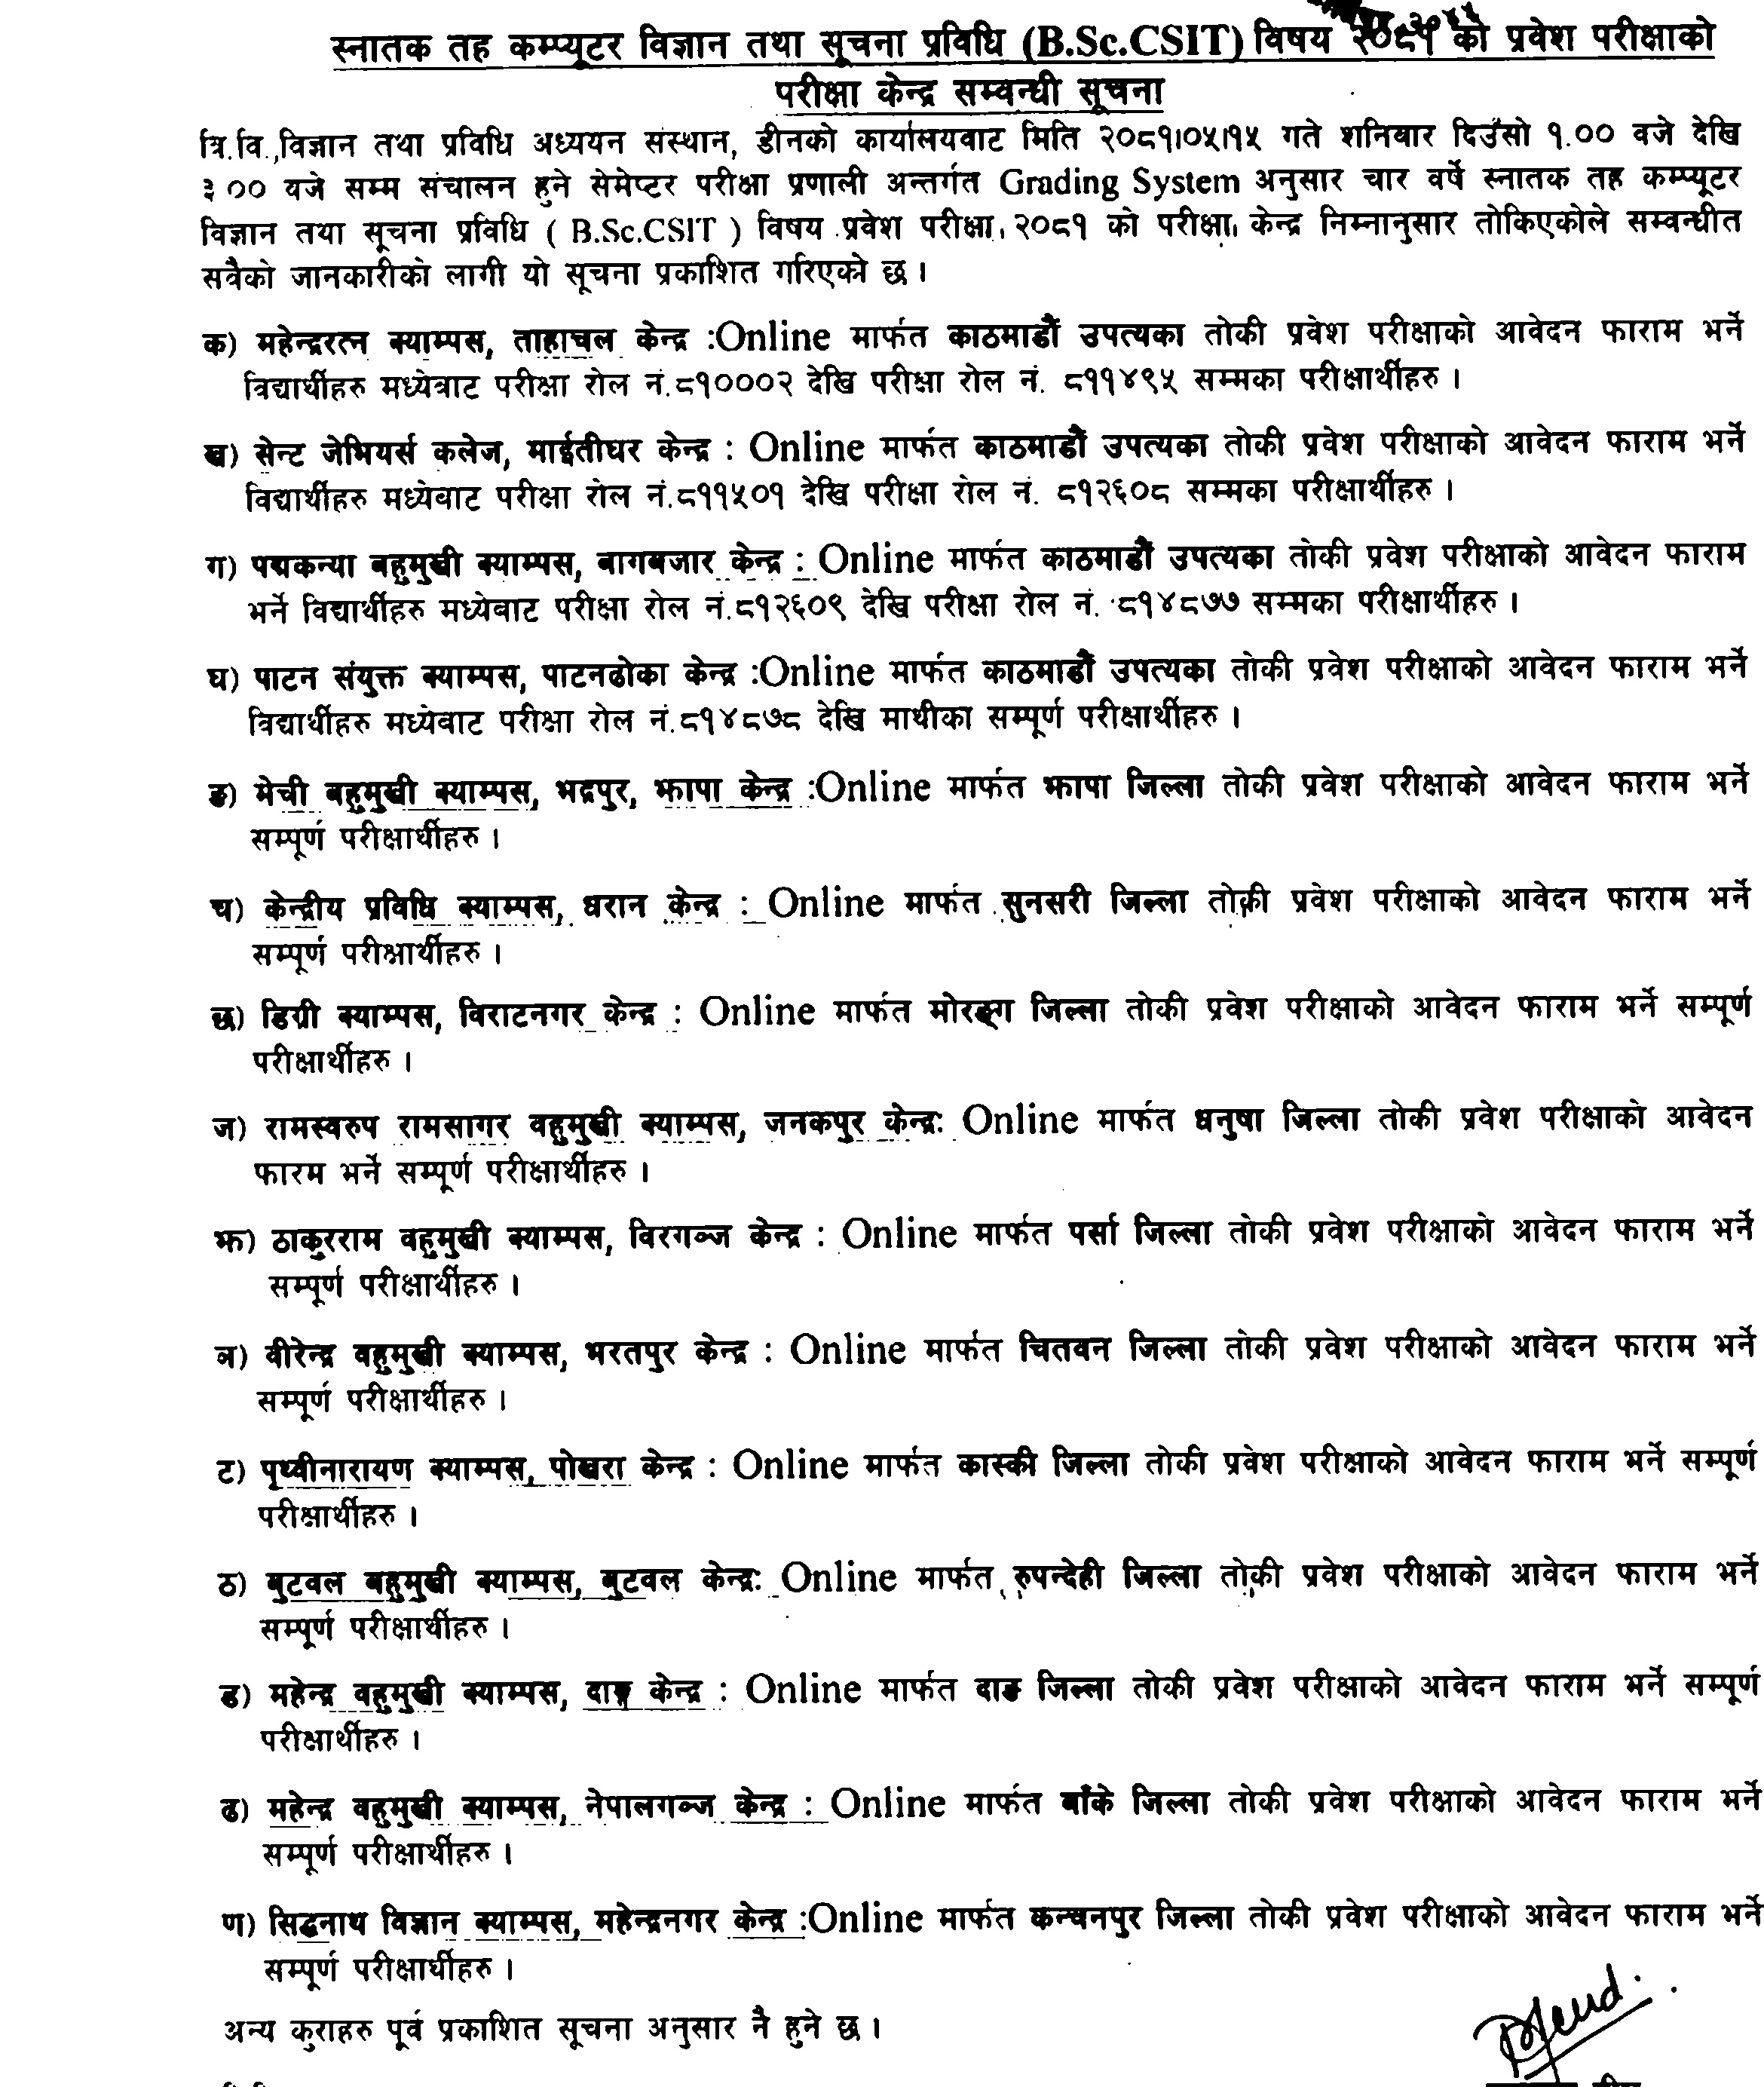 स्नातक तह कम्प्यूटर विज्ञान तथा सूचना प्रविधि (B.Sc.CSIT) विषय २०८१ को प्रवेश परीक्षाको
परीक्षा केन्द्र सम्वन्धी सूचना
त्रि.वि.,विज्ञान तथा प्रविधि अध्ययन संस्थान, डीनको कार्यालयवाट मिति २०८१।०५।१५ गते शनिवार दिउँसो १.०० वजे देखि
३.०० वजे सम्म संचालन हुने सेमेष्टर परीक्षा प्रणाली अन्तर्गत Grading System अनुसार चार वर्षे स्नातक तह कम्प्यूटर
विज्ञान तथा सूचना प्रविधि ( B.Sc.CSIT ) विषय प्रवेश परीक्षा, २०८१ को परीक्षा केन्द्र निम्नानुसार तोकिएकोले सम्वन्धीत
सवैको जानकारीको लागी यो सूचना प्रकाशित गरिएको छ ।
क) महेन्द्ररत्न क्याम्पस, ताहाचल केन्द्र :Online मार्फत काठमाडौं उपत्यका तोकी प्रवेश परीक्षाको आवेदन फाराम भर्ने
विद्यार्थीहरु मध्येबाट परीक्षा रोल नं.८१०००२ देखि परीक्षा रोल नं. ८११४९५ सम्मका परीक्षार्थीहरु ।
ख) सेन्ट जेभियर्स कलेज, माईतीघर केन्द्र : Online मार्फत काठमाडौं उपत्यका तोकी प्रवेश परीक्षाको आवेदन फाराम भर्ने
विद्यार्थीहरु मध्येबाट परीक्षा रोल नं.८११५०१ देखि परीक्षा रोल नं. ८१२६०८ सम्मका परीक्षार्थीहरु ।
ग) पद्मकन्या वहुमुखी क्याम्पस, बागबजार केन्द्र : Online मार्फत काठमाडौं उपत्यका तोकी प्रवेश परीक्षाको आवेदन फाराम
भर्ने विद्यार्थीहरु मध्येबाट परीक्षा रोल नं.८१२६०९ देखि परीक्षा रोल नं. ८१४८७७ सम्मका परीक्षार्थीहरु ।
घ) पाटन संयुक्त क्याम्पस, पाटनढोका केन्द्र :Online मार्फत काठमाडौं उपत्यका तोकी प्रवेश परीक्षाको आवेदन फाराम भर्ने
विद्यार्थीहरु मध्येबाट परीक्षा रोल नं.८१४८७८ देखि माथीका सम्पूर्ण परीक्षार्थीहरु ।
ङ) मेची बहुमुखी क्याम्पस, भद्रपुर, झापा केन्द्र :Online मार्फत झापा जिल्ला तोकी प्रवेश परीक्षाको आवेदन फाराम भर्ने
सम्पूर्ण परीक्षार्थीहरु ।
च) केन्द्रीय प्रविधि क्याम्पस, धरान केन्द्र : Online मार्फत सुनसरी जिल्ला तोकी प्रवेश परीक्षाको आवेदन फाराम भर्ने
सम्पूर्ण परीक्षार्थीहरु ।
छ) डिग्री क्याम्पस, विराटनगर केन्द्र : Online मार्फत मोरङ्ग जिल्ला तोकी प्रवेश परीक्षाको आवेदन फाराम भर्ने सम्पूर्ण
परीक्षार्थीहरु ।
ज) रामस्वरुप रामसागर वहुमुखी क्याम्पस, जनकपुर केन्द्रः Online मार्फत धनुषा जिल्ला तोकी प्रवेश परीक्षाको आवेदन
फारम भर्ने सम्पूर्ण परीक्षार्थीहरु ।
झ) ठाकुरराम वहुमुखी क्याम्पस, विरगञ्ज केन्द्र : Online मार्फत पर्सा जिल्ला तोकी प्रवेश परीक्षाको आवेदन फाराम भर्ने
सम्पूर्ण परीक्षार्थीहरु ।
ञ) वीरेन्द्र वहुमुखी क्याम्पस, भरतपुर केन्द्र : Online मार्फत चितवन जिल्ला तोकी प्रवेश परीक्षाको आवेदन फाराम भर्ने
सम्पूर्ण परीक्षार्थीहरु ।
ट) पृथ्वीनारायण क्याम्पस, पोखरा केन्द्र : Online मार्फत कास्की जिल्ला तोकी प्रवेश परीक्षाको आवेदन फाराम भर्ने सम्पूर्ण
परीक्षार्थीहरु ।
ठ) बुटवल बहुमुखी क्याम्पस, बुटवल केन्द्रः Online मार्फत रुपन्देही जिल्ला तोकी प्रवेश परीक्षाको आवेदन फाराम भर्ने
सम्पूर्ण परीक्षार्थीहरु ।
ड) महेन्द्र वहुमुखी क्याम्पस, दाङ्ग केन्द्र : Online मार्फत दाङ जिल्ला तोकी प्रवेश परीक्षाको आवेदन फाराम भर्ने सम्पूर्ण
परीक्षार्थीहरु ।
ढ) महेन्द्र वहुमुखी क्याम्पस, नेपालगञ्ज केन्द्र : Online मार्फत बाँके जिल्ला तोकी प्रवेश परीक्षाको आवेदन फाराम भर्ने
सम्पूर्ण परीक्षार्थीहरु ।
ण) सिद्धनाथ विज्ञान क्याम्पस, महेन्द्रनगर केन्द्र :Online मार्फत कन्चनपुर जिल्ला तोकी प्रवेश परीक्षाको आवेदन फाराम भर्ने
सम्पूर्ण परीक्षार्थीहरु ।
अन्य कुराहरु पूर्व प्रकाशित सूचना अनुसार नै हुने छ ।